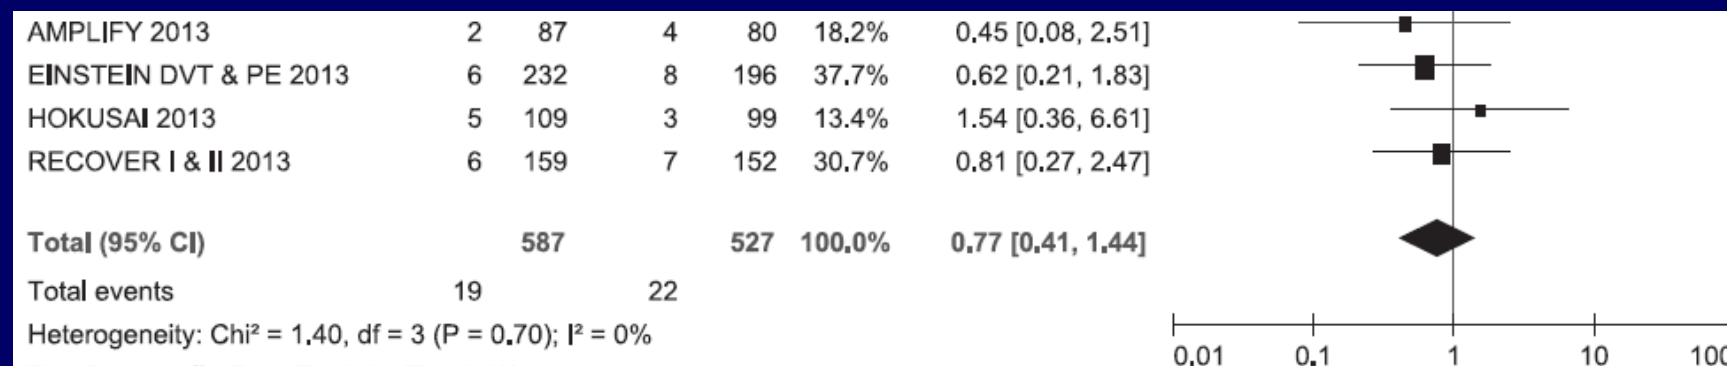 AMPLIFY 2013 2 87 4 80 18.2% 0.45 [0.08, 2.51]
EINSTEIN DVT & PE 2013 6 232 8 196 37.7% 0.62 [0.21, 1.83]
HOKUSAI 2013 5 109 3 99 13.4% 1.54 [0.36, 6.61]
RECOVER I & II 2013 6 159 7 152 30.7% 0.81 [0.27, 2.47]
Total (95% CI) 587 527 100.0% 0.77 [0.41, 1.44]
Total events 19 22
Heterogeneity: Chi² = 1.40, df = 3 (P = 0.70); I² = 0%
0.01 0.1 1 10 100